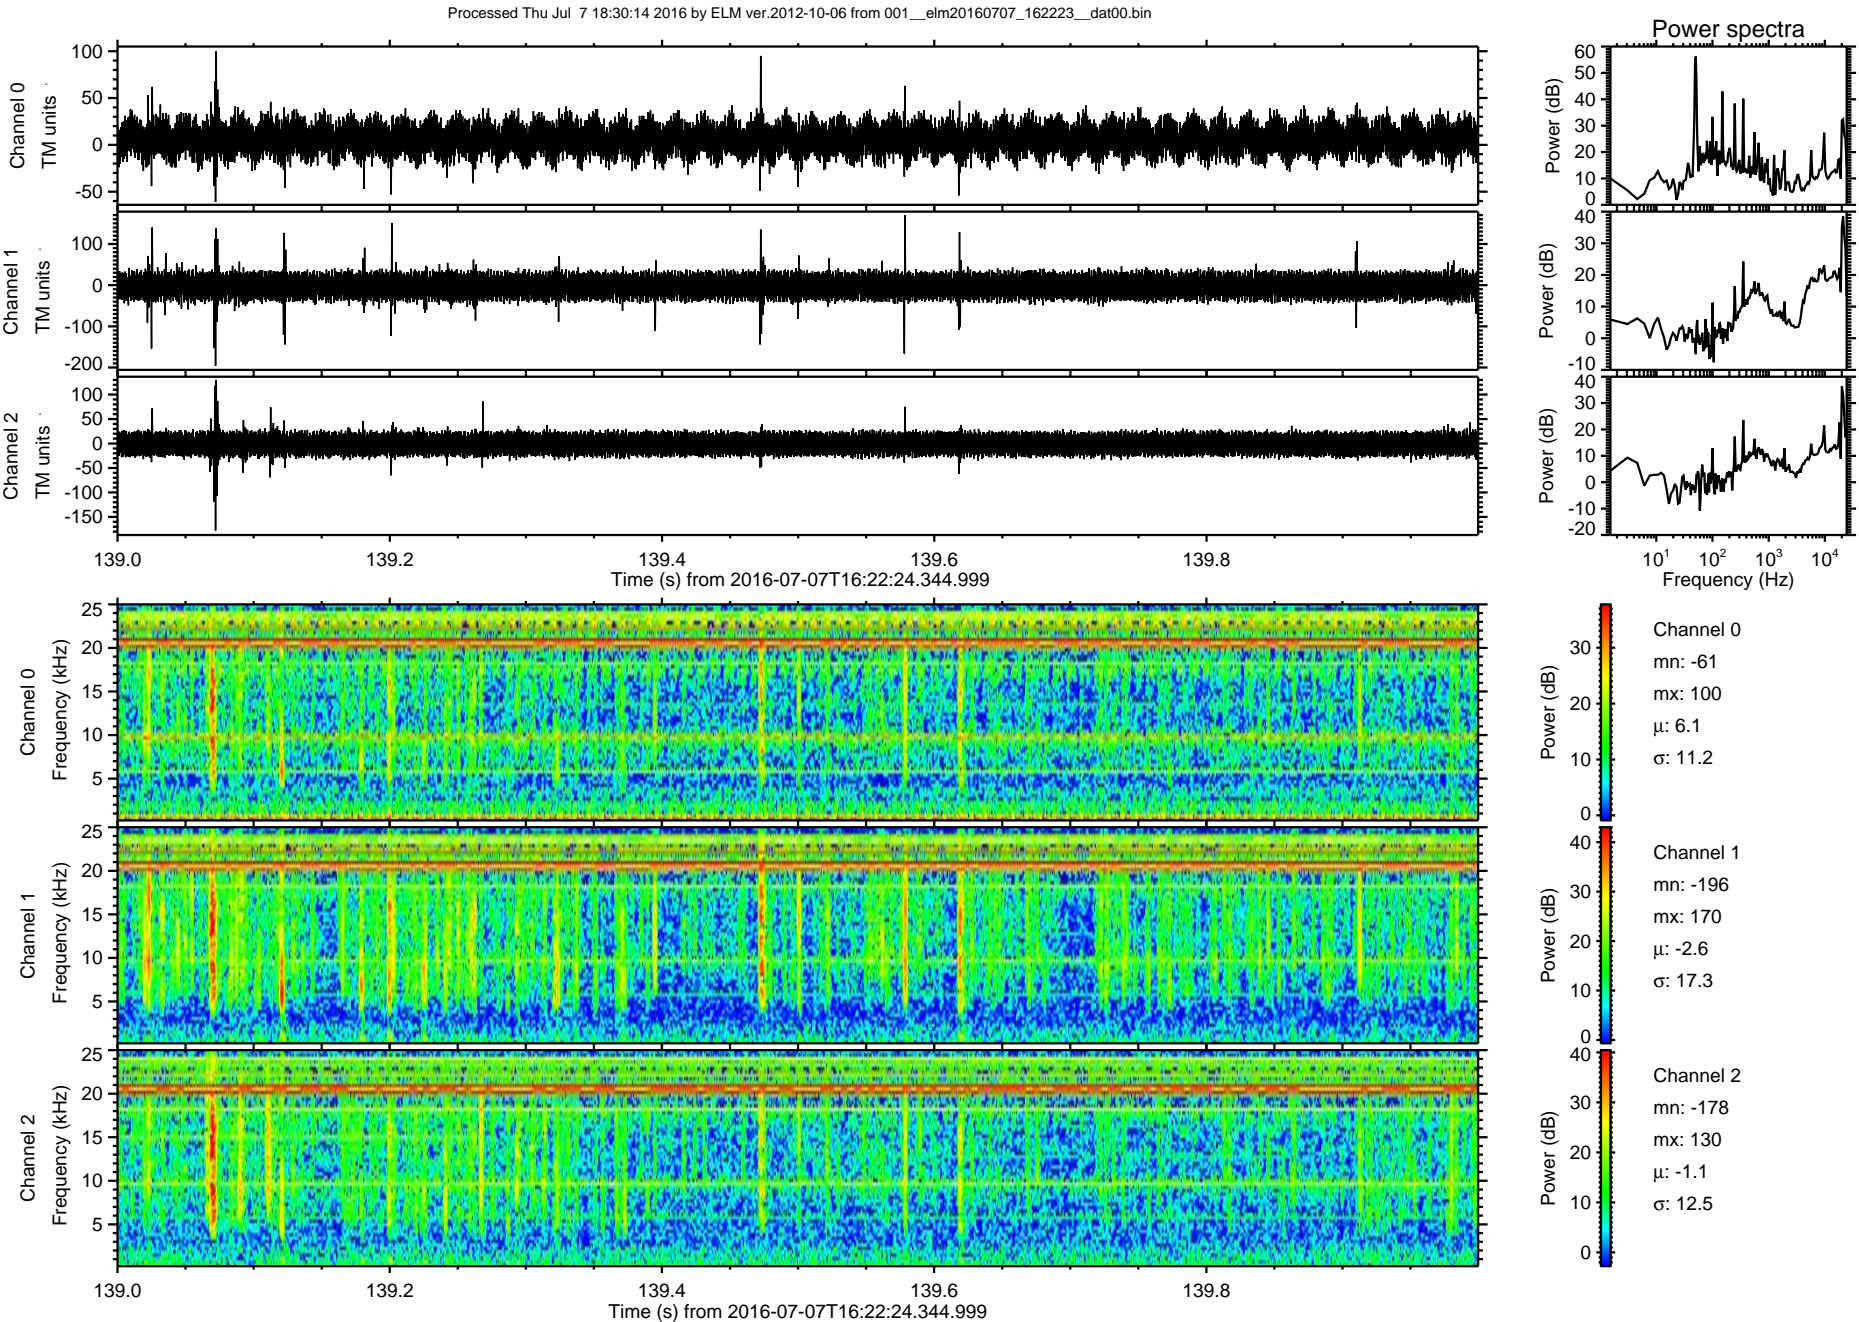 Processed Thu Jul  7 18:30:14 2016 by ELM ver.2012-10-06 from 001__elm20160707_162223__dat00.bin
Power spectra
Channel 0
TM units
100
50
0
-50
Power (dB)
60
50
40
30
20
10
0
Channel 1
TM units
100
0
-100
-200
Power (dB)
40
30
20
10
0
-10
Channel 2
TM units
100
50
0
-50
-100
-150
Power (dB)
40
30
20
10
0
-10
-20
139.0 139.2 139.4 139.6 139.8
Time (s) from 2016-07-07T16:22:24.344.999
10^1 10^2 10^3 10^4
Frequency (Hz)
Channel 0
Frequency (kHz)
25
20
15
10
5
Power (dB)
30
20
10
0
Channel 0
mn: -61
mx: 100
μ: 6.1
σ: 11.2
Channel 1
Frequency (kHz)
25
20
15
10
5
Power (dB)
40
30
20
10
0
Channel 1
mn: -196
mx: 170
μ: -2.6
σ: 17.3
Channel 2
Frequency (kHz)
25
20
15
10
5
Power (dB)
40
30
20
10
0
Channel 2
mn: -178
mx: 130
μ: -1.1
σ: 12.5
139.0 139.2 139.4 139.6 139.8
Time (s) from 2016-07-07T16:22:24.344.999